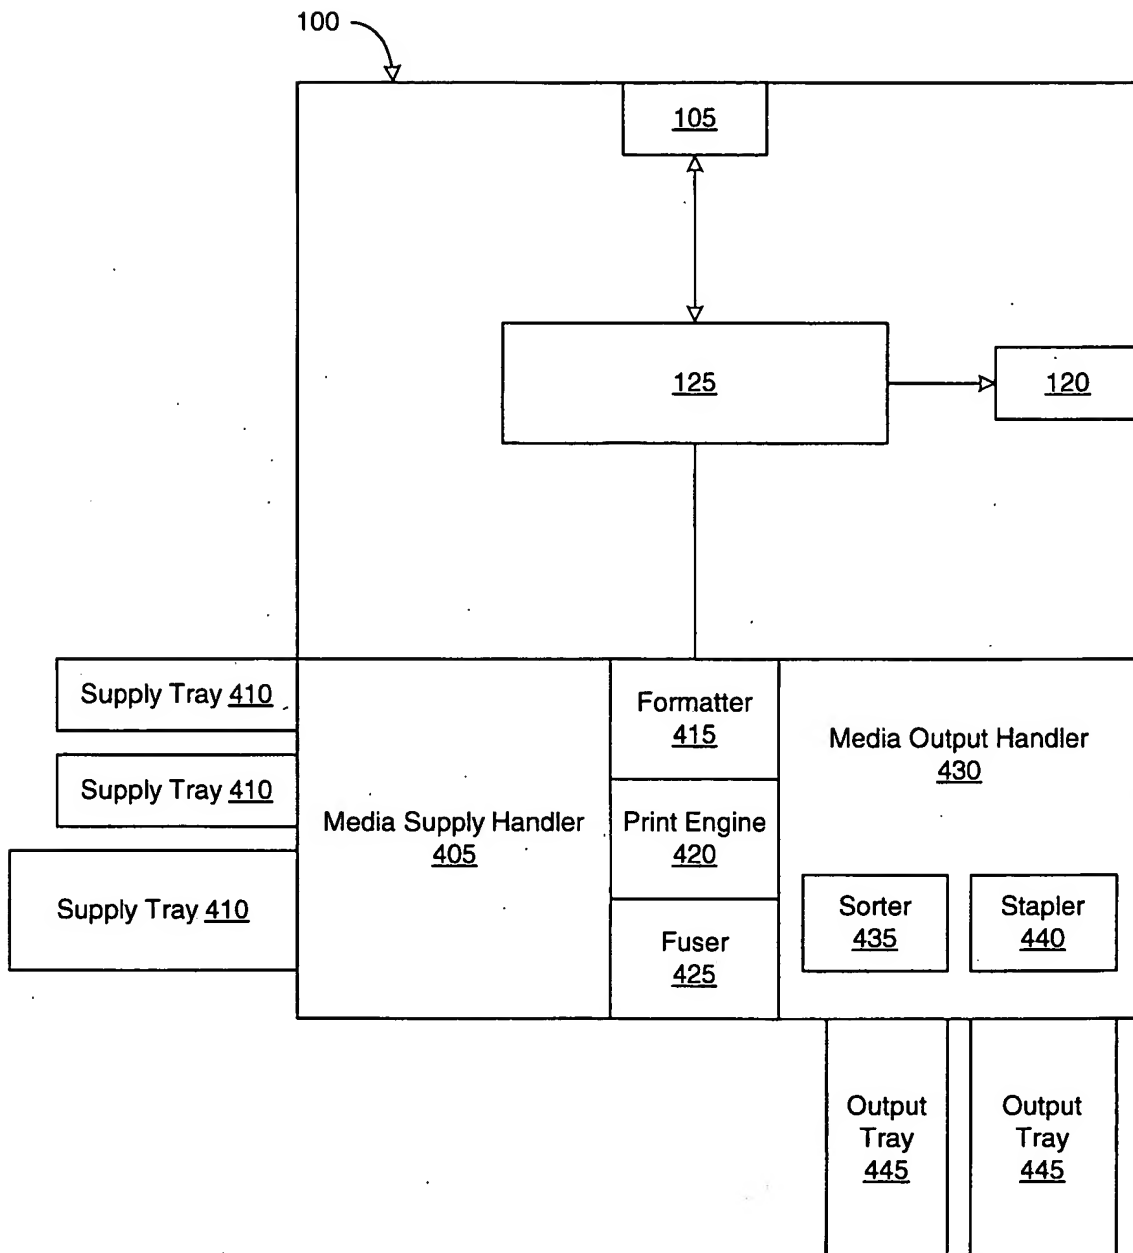 100
105
125
120
Supply Tray 410
Supply Tray 410
Supply Tray 410
Media Supply Handler
405
Formatter
415
Print Engine
420
Fuser
425
Media Output Handler
430
Sorter
435
Stapler
440
Output
Tray
445
Output
Tray
445